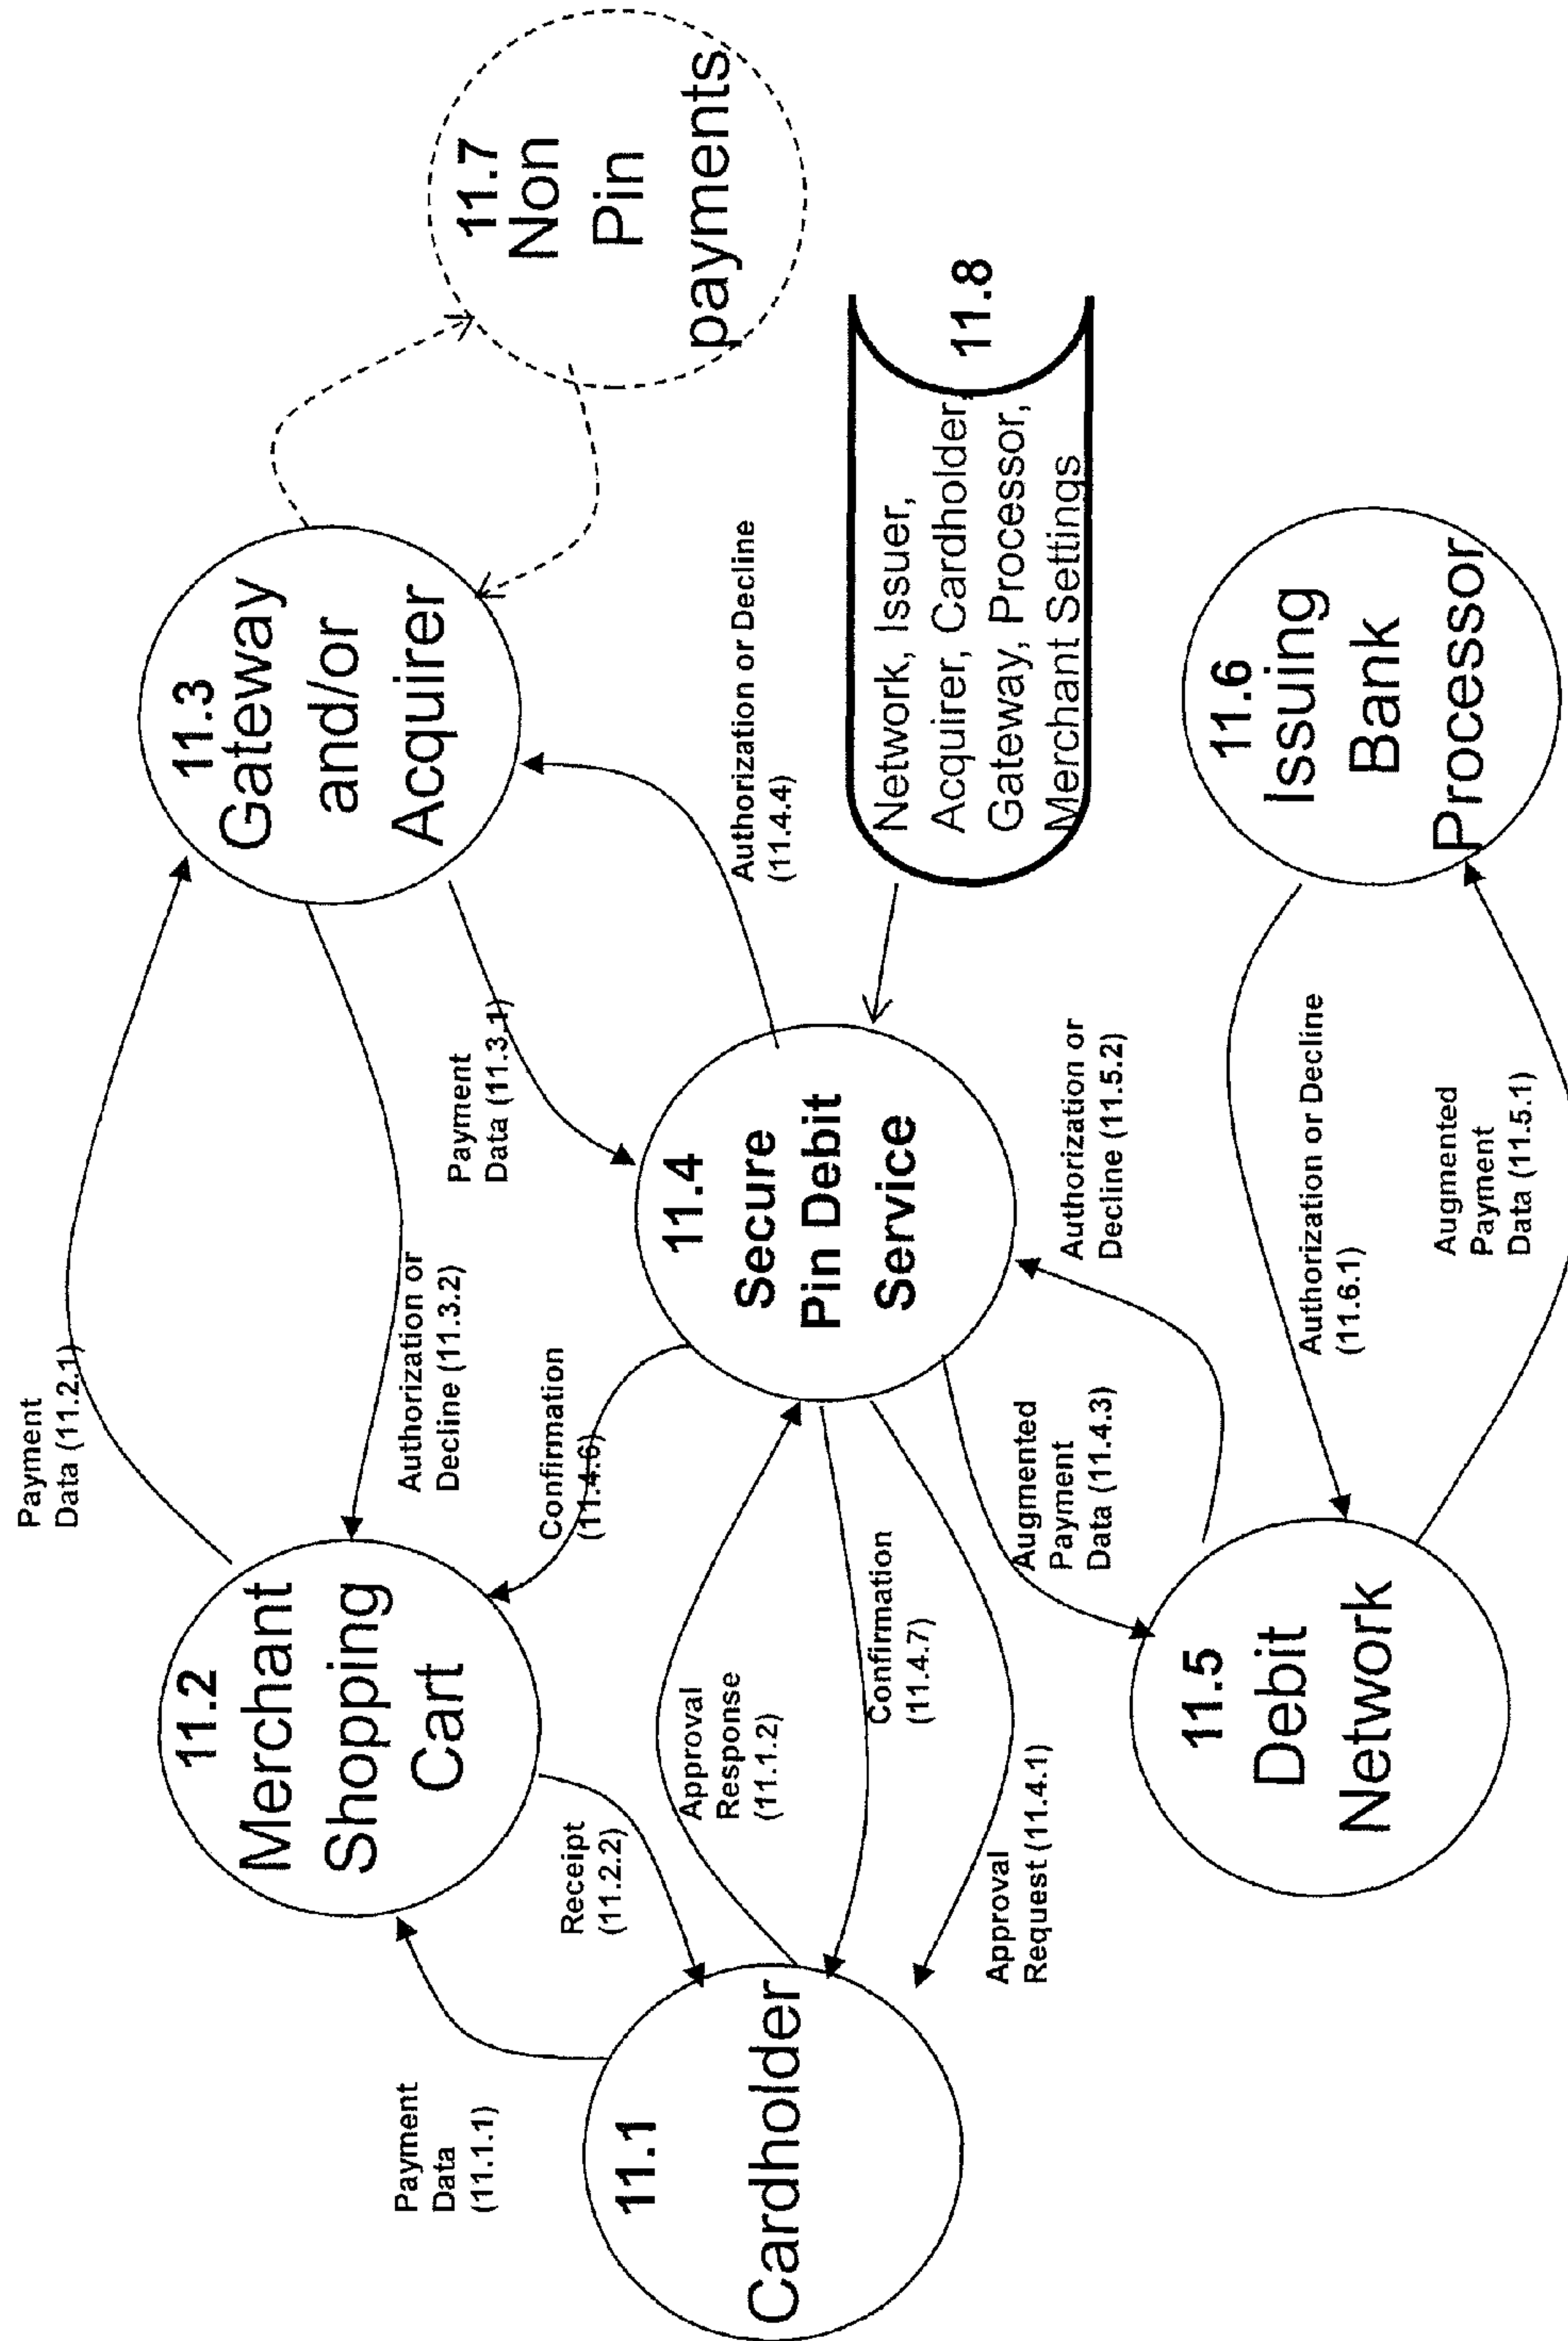 Payment
Data (11.2.1)
11.2
Merchant
Shopping
Cart
11.3
Gateway
and/or
Acquirer
11.7
Non
Pin
payments
Authorization or
Decline (11.3.2)
Payment
Data (11.3.1)
Payment
Data
(11.1.1)
Receipt
(11.2.2)
Confirmation
(11.4.6)
Authorization or Decline
(11.4.4)
11.1
Cardholder
Approval
Response
(11.1.2)
Confirmation
(11.4.7)
Approval
Request (11.4.1)
11.4
Secure
Pin Debit
Service
Network, Issuer,
Acquirer, Cardholder,
Gateway, Processor,
Merchant Settings
11.8
Augmented
Payment
Data (11.4.3)
Authorization or
Decline (11.5.2)
11.5
Debit
Network
11.6
Issuing
Bank
Processor
Authorization or Decline
(11.6.1)
Augmented
Payment
Data (11.5.1)